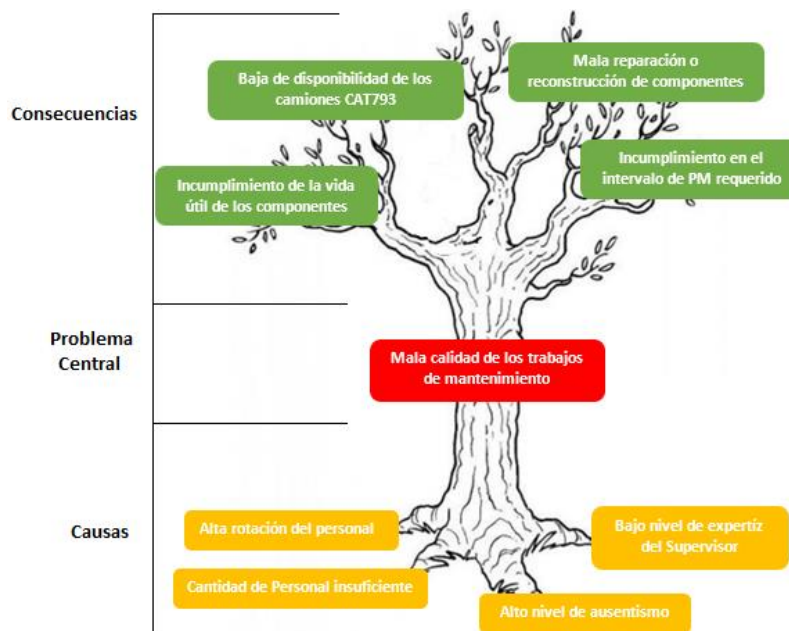 Consecuencias
Baja de disponibilidad de los
camiones CAT793
Mala reparación o
reconstrucción de componentes
Incumplimiento de la vida
útil de los componentes
Incumplimiento en el
intervalo de PM requerido
Problema
Central
Mala calidad de los trabajos
de mantenimiento
Causas
Alta rotación del personal
Bajo nivel de expertíz
del Supervisor
Cantidad de Personal insuficiente
Alto nivel de ausentismo